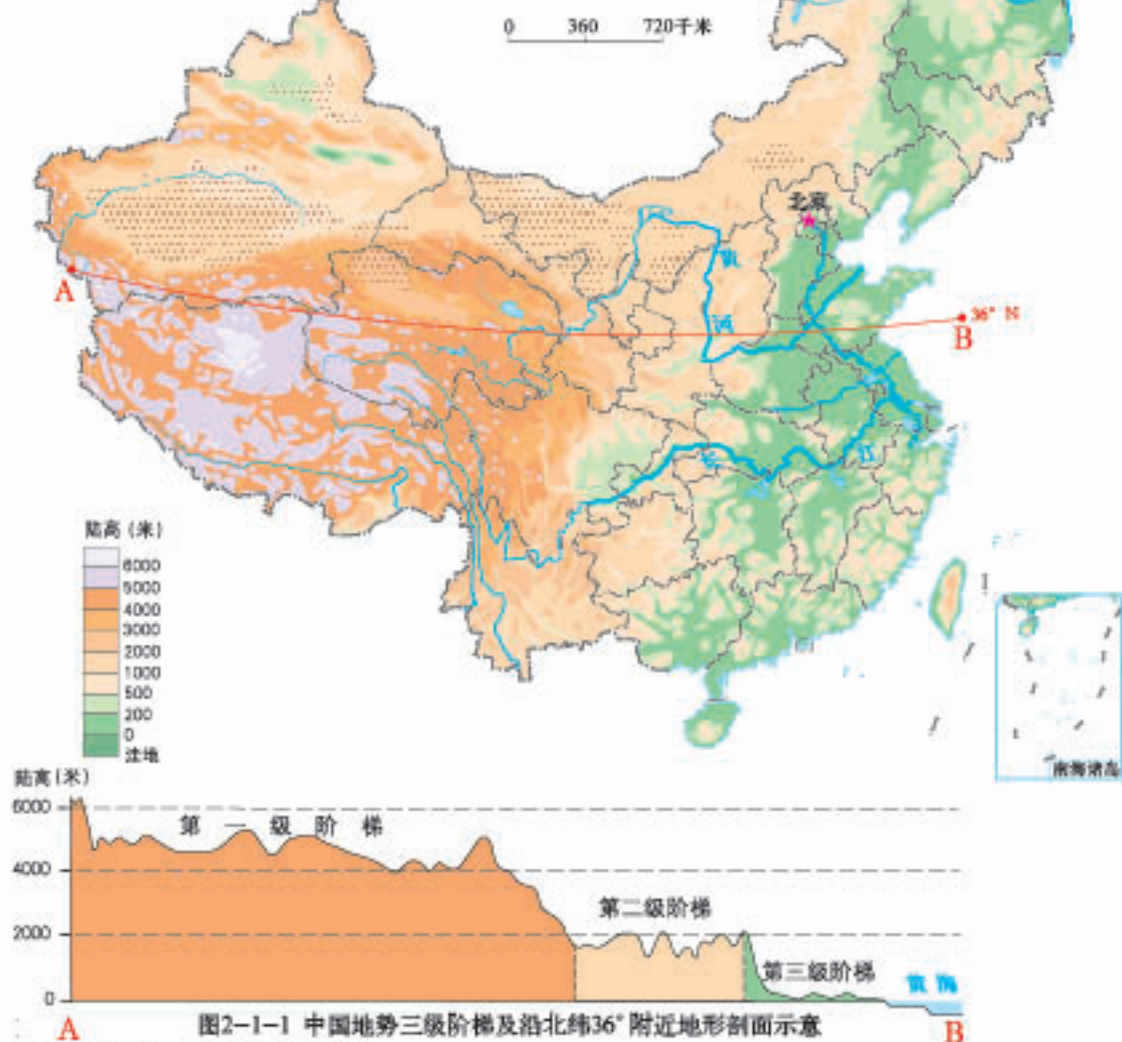 0 360 720千米
北京
黄
河
A
B 36° N
长 江
陆高 (米)
6000
5000
4000
3000
2000
1000
500
200
0
洼地
南海诸岛
陆高(米)
6000
第一级阶梯
4000
第二级阶梯
2000
第三级阶梯
黄海
0
A
B
图2-1-1 中国地势三级阶梯及沿北纬36°附近地形剖面示意